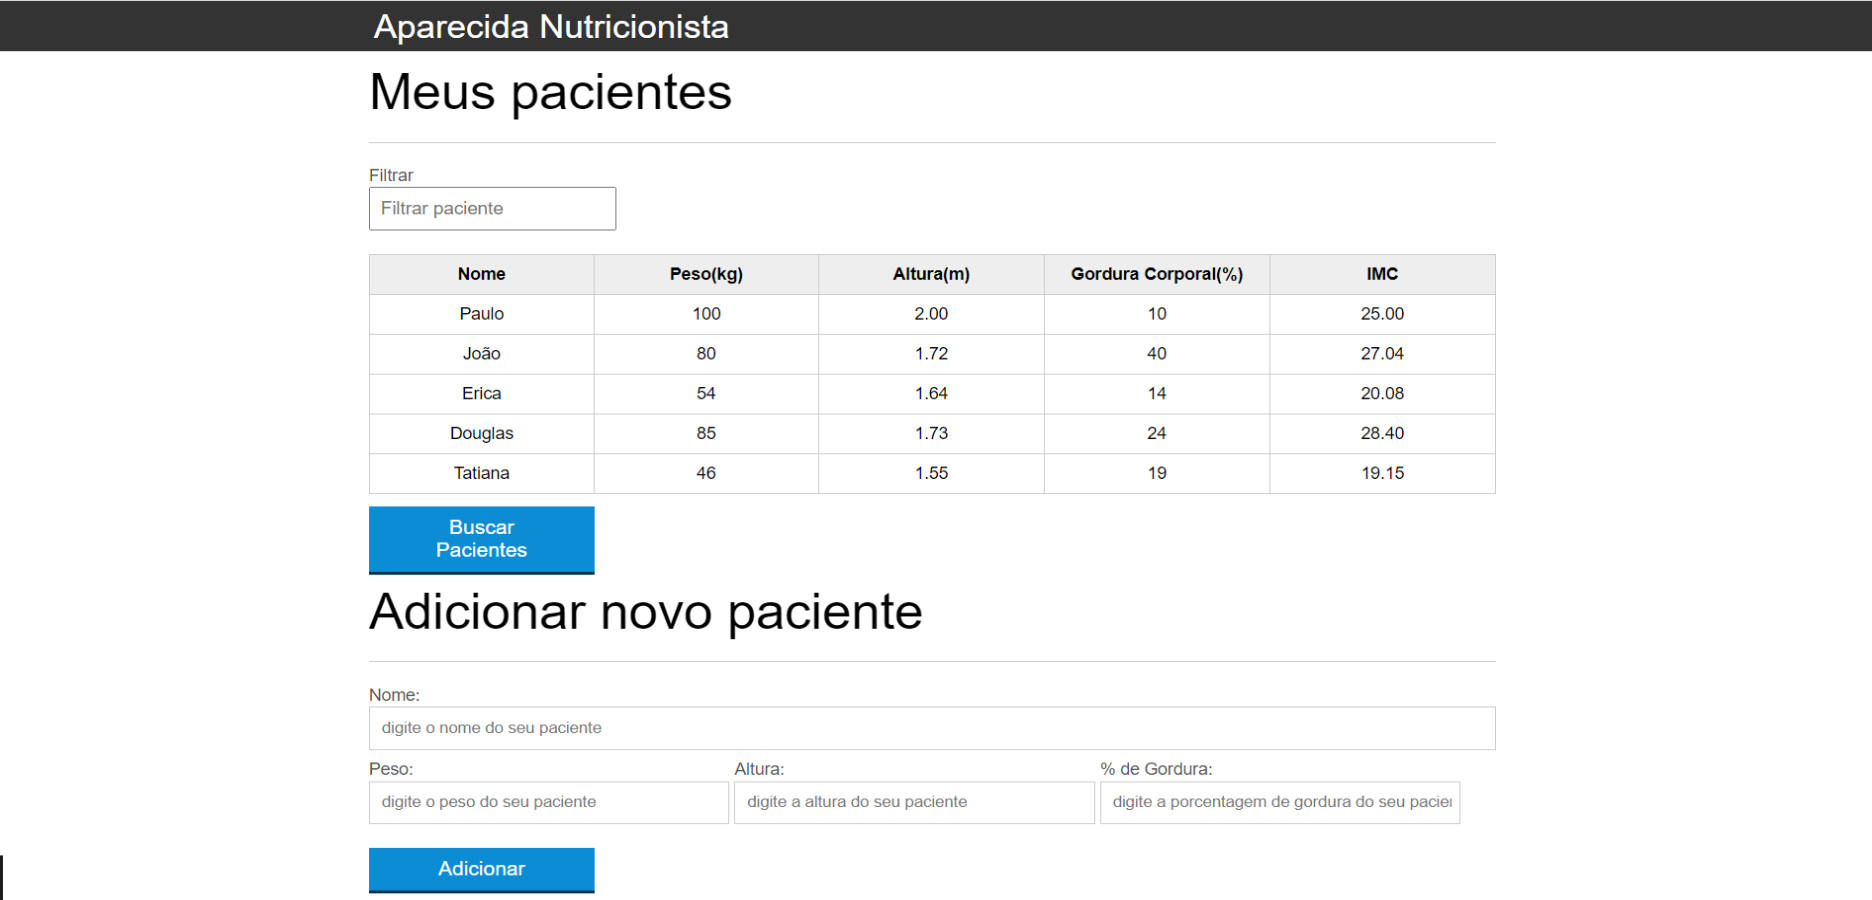 Aparecida Nutricionista
Meus pacientes
Filtrar
Filtrar paciente
Nome Peso(kg) Altura(m) Gordura Corporal(%) IMC
Paulo 100 2.00 10 25.00
João 80 1.72 40 27.04
Erica 54 1.64 14 20.08
Douglas 85 1.73 24 28.40
Tatiana 46 1.55 19 19.15
Buscar
Pacientes
Adicionar novo paciente
Nome:
digite o nome do seu paciente
Peso: Altura: % de Gordura:
digite o peso do seu paciente digite a altura do seu paciente digite a porcentagem de gordura do seu pacie
Adicionar